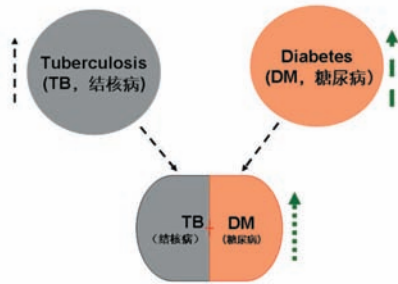 Tuberculosis
(TB, 结核病)
Diabetes
(DM, 糖尿病)
TB
(结核病)
+
DM
(糖尿病)